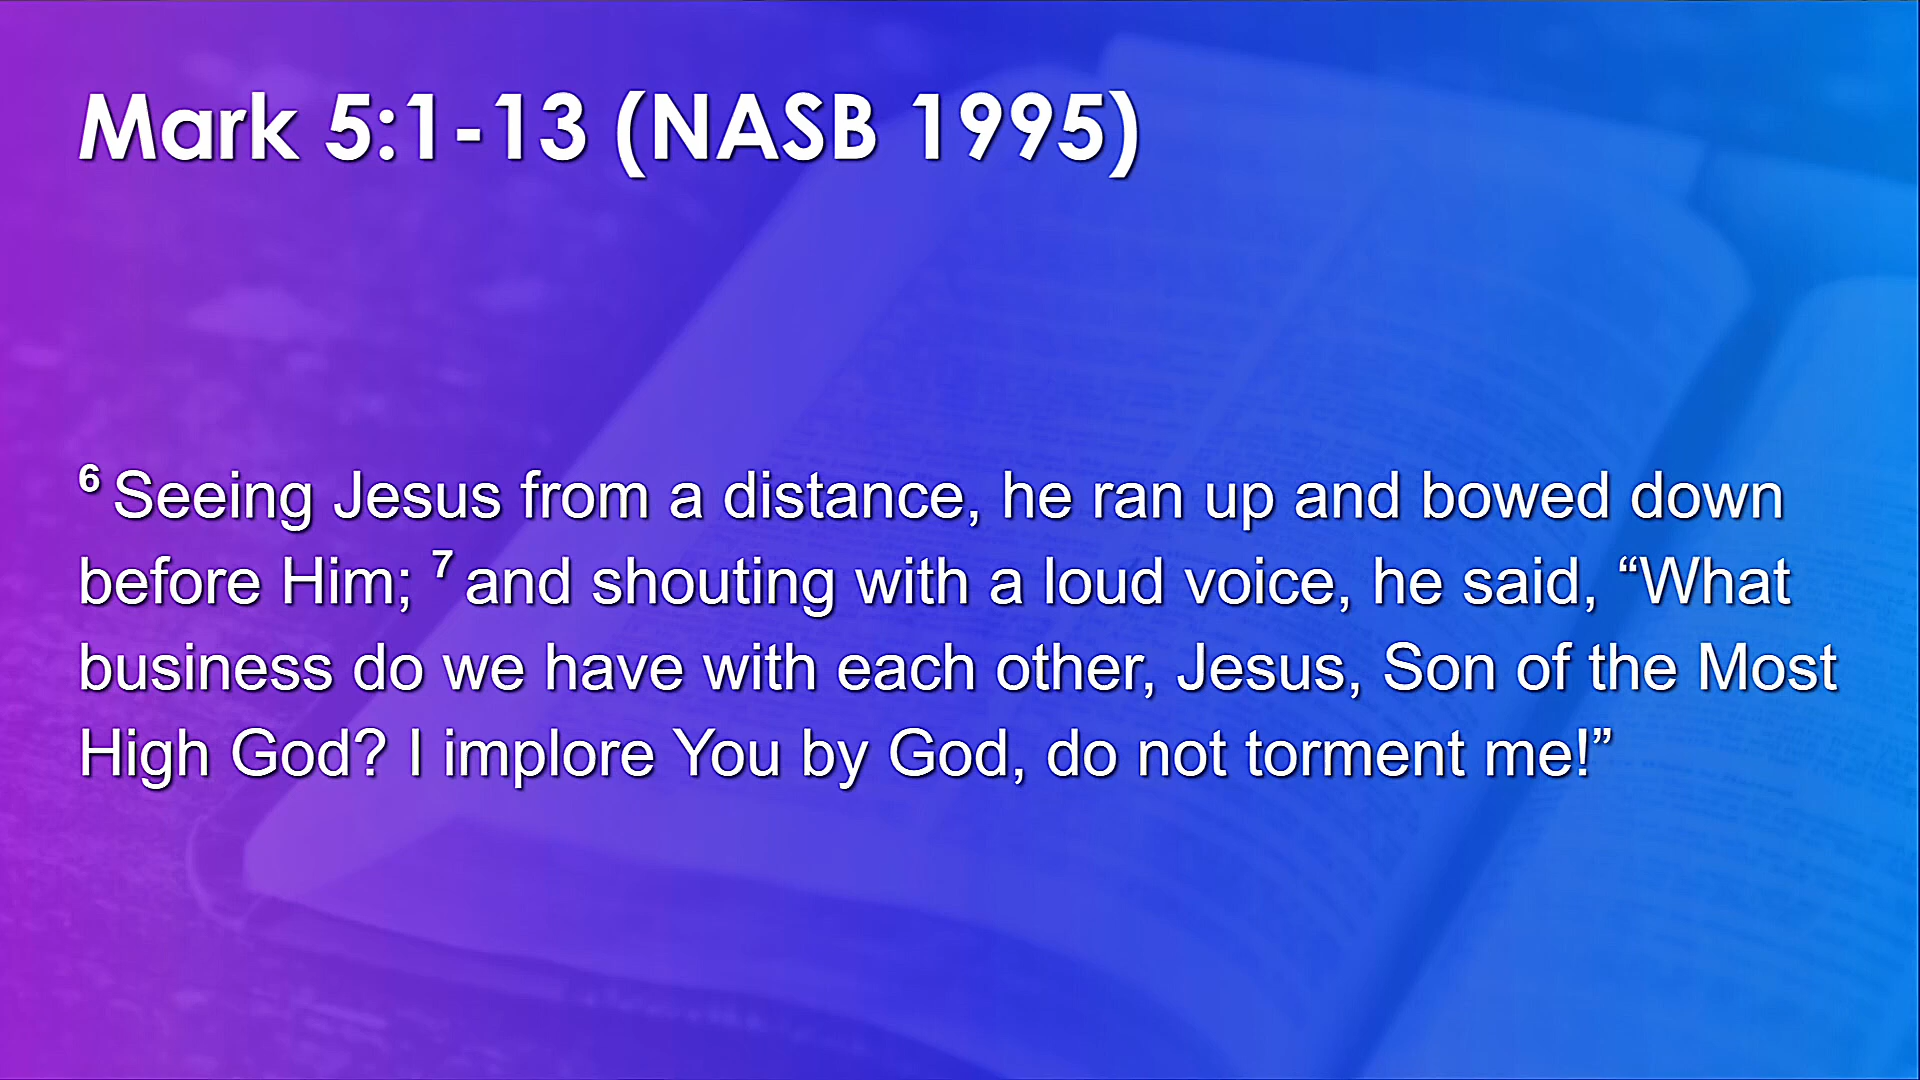 Mark 5:1-13 (NASB 1995)
6 Seeing Jesus from a distance, he ran up and bowed down
before Him; 7 and shouting with a loud voice, he said, “What
business do we have with each other, Jesus, Son of the Most
High God? I implore You by God, do not torment me!”